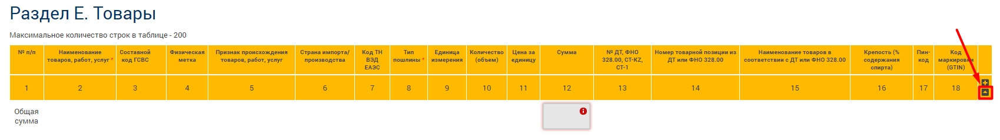 Раздел Е. Товары
Максимальное количество строк в таблице - 200
№ п/п
Наименование
товаров, работ, услуг *
Составной
код ГСВС
Физическая
метка
Признак происхождения
товаров, работ, услуг
Страна импорта/
производства
Код ТН
ВЭД
ЕАЭС
Тип
пошлины *
Единица
измерения
Количество
(объем)
Цена за
единицу
Сумма
№ ДТ, ФНО
328.00, СТ-KZ,
СТ-1
Номер товарной позиции из
ДТ или ФНО 328.00
Наименование товаров в
соответствии с ДТ или ФНО 328.00
Крепость (%
содержания
спирта)
Пин-
код
Код
маркировки
(GTIN)
1 2 3 4 5 6 7 8 9 10 11 12 13 14 15 16 17 18
Общая
сумма